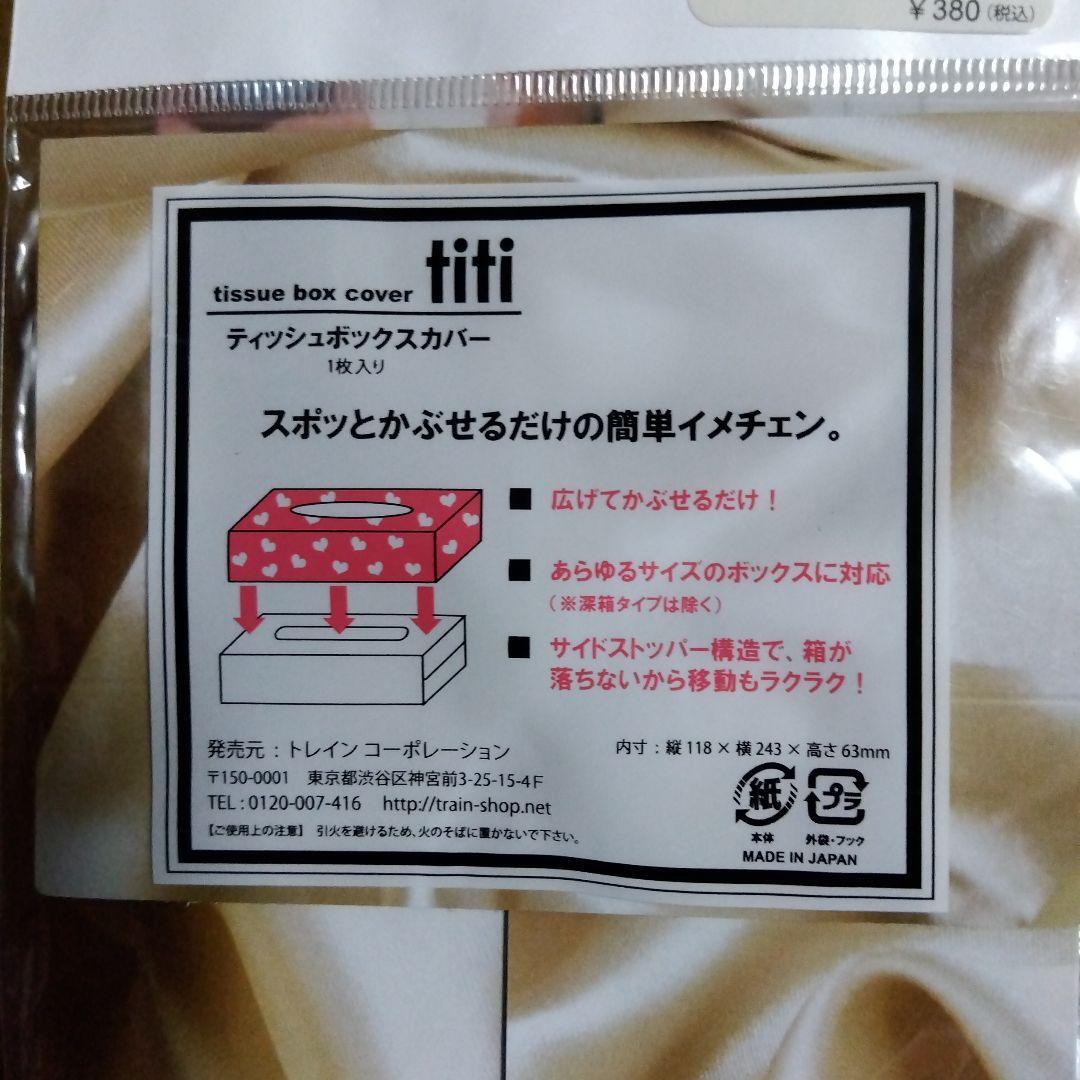 ￥380（税込）
tissue box cover titi
ティッシュボックスカバー
1枚入り
スポッとかぶせるだけの簡単イメチェン。
■ 広げてかぶせるだけ！
■ あらゆるサイズのボックスに対応
（※深箱タイプは除く）
■ サイドストッパー構造で、箱が
落ちないから移動もラクラク！
発売元：トレイン コーポレーション
〒150-0001 東京都渋谷区神宮前3-25-15-4F
TEL：0120-007-416 http://train-shop.net
【ご使用上の注意】 引火を避けるため、火のそばに置かないで下さい。
内寸：縦118×横243×高さ63mm
紙 プラ
本体 外袋・フック
MADE IN JAPAN